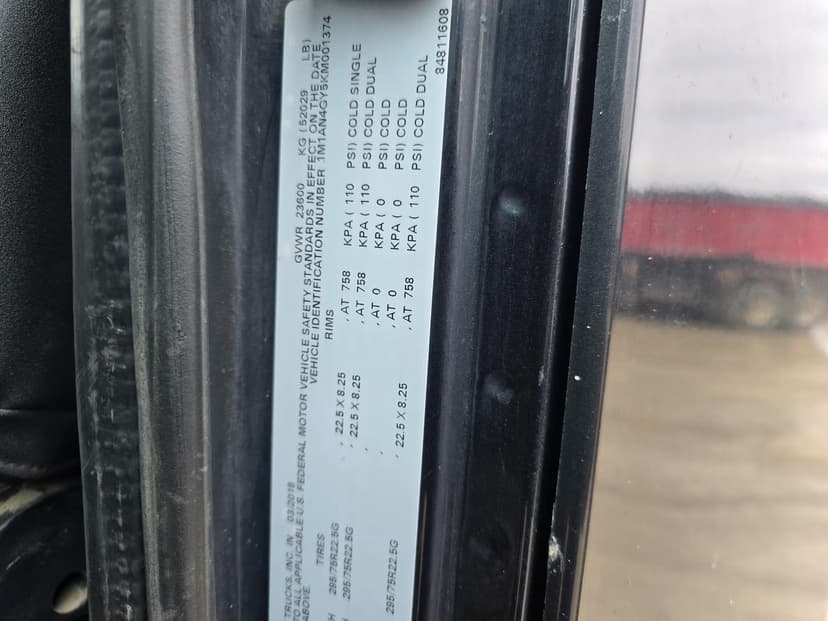 TRUCKS, INC. IN 03/2018 GVWR 23600 KG ( 52029 LB)
TO ALL APPLICABLE U.S. FEDERAL MOTOR VEHICLE SAFETY STANDARDS IN EFFECT ON THE DATE
ABOVE. VEHICLE IDENTIFICATION NUMBER 1M1AN4GY5KM001374
TIRES RIMS
H 295/75R22.5G , 22.5 X 8.25 , AT 758 KPA ( 110 PSI) COLD SINGLE
H 295/75R22.5G , 22.5 X 8.25 , AT 758 KPA ( 110 PSI) COLD DUAL
, , AT 0 KPA ( 0 PSI) COLD
, , AT 0 KPA ( 0 PSI) COLD
295/75R22.5G , 22.5 X 8.25 , AT 758 KPA ( 110 PSI) COLD DUAL
84811608